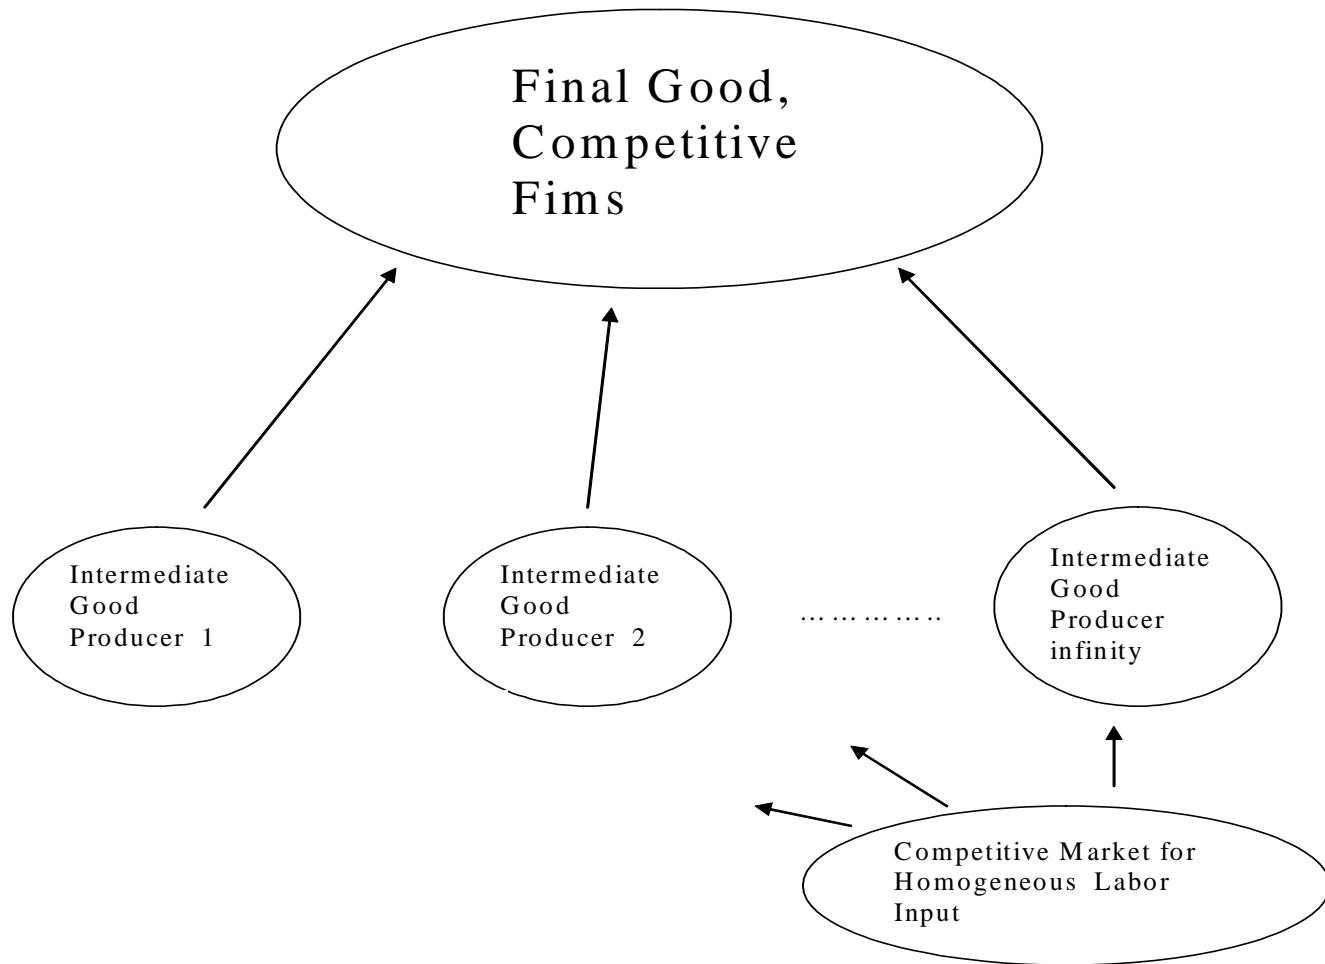 Final Good,
Competitive
Fims
Intermediate
Good
Producer 1
Intermediate
Good
Producer 2
…………..
Intermediate
Good
Producer
infinity
Competitive Market for
Homogeneous Labor
Input